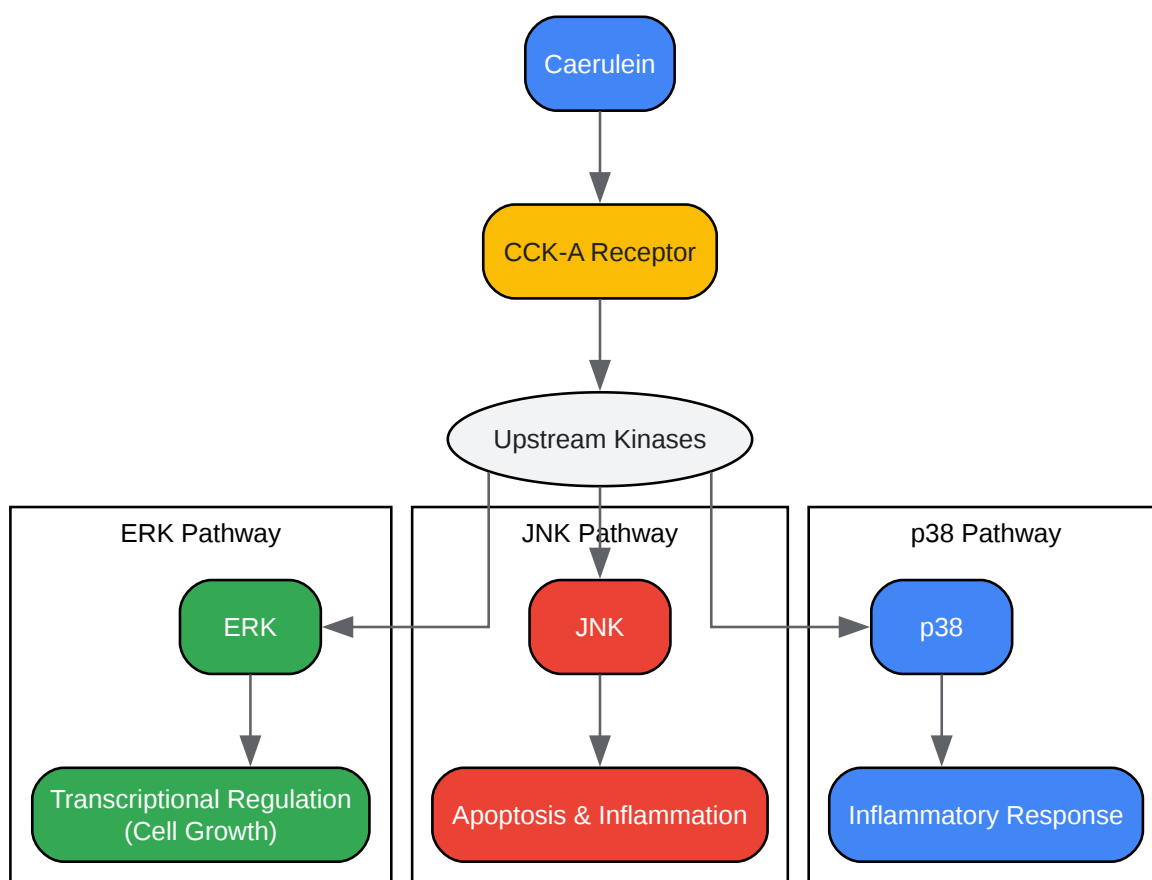 Caerulein
CCK-A Receptor
Upstream Kinases
ERK Pathway
JNK Pathway
p38 Pathway
ERK
JNK
p38
Transcriptional Regulation
(Cell Growth)
Apoptosis & Inflammation
Inflammatory Response